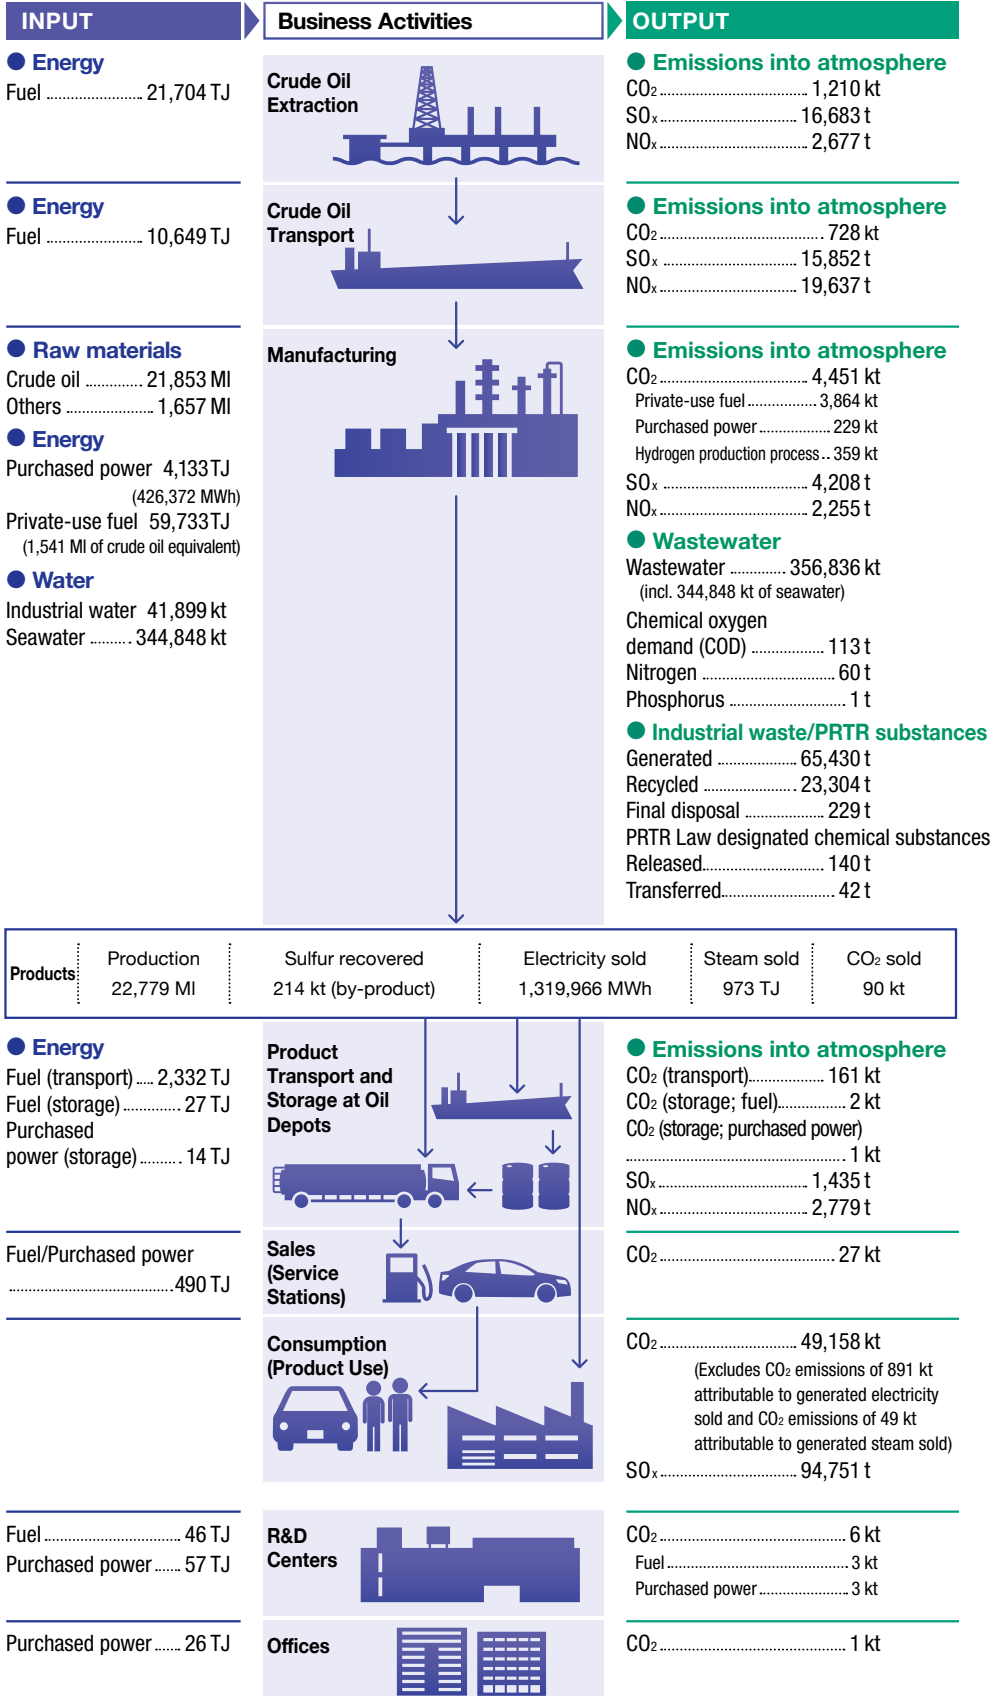 INPUT
Business Activities
OUTPUT
● Energy
Fuel 21,704 TJ
Crude Oil
Extraction
● Emissions into atmosphere
CO2 1,210 kt
SOx 16,683 t
NOx 2,677 t
● Energy
Fuel 10,649 TJ
Crude Oil
Transport
● Emissions into atmosphere
CO2 728 kt
SOx 15,852 t
NOx 19,637 t
● Raw materials
Crude oil 21,853 Ml
Others 1,657 Ml
● Energy
Purchased power 4,133 TJ
(426,372 MWh)
Private-use fuel 59,733 TJ
(1,541 Ml of crude oil equivalent)
● Water
Industrial water 41,899 kt
Seawater 344,848 kt
Manufacturing
● Emissions into atmosphere
CO2 4,451 kt
Private-use fuel 3,864 kt
Purchased power 229 kt
Hydrogen production process 359 kt
SOx 4,208 t
NOx 2,255 t
● Wastewater
Wastewater 356,836 kt
(incl. 344,848 kt of seawater)
Chemical oxygen
demand (COD) 113 t
Nitrogen 60 t
Phosphorus 1 t
● Industrial waste/PRTR substances
Generated 65,430 t
Recycled 23,304 t
Final disposal 229 t
PRTR Law designated chemical substances
Released 140 t
Transferred 42 t
Products
Production
22,779 Ml
Sulfur recovered
214 kt (by-product)
Electricity sold
1,319,966 MWh
Steam sold
973 TJ
CO2 sold
90 kt
● Energy
Fuel (transport) 2,332 TJ
Fuel (storage) 27 TJ
Purchased
power (storage) 14 TJ
Product
Transport and
Storage at Oil
Depots
● Emissions into atmosphere
CO2 (transport) 161 kt
CO2 (storage; fuel) 2 kt
CO2 (storage; purchased power)
1 kt
SOx 1,435 t
NOx 2,779 t
Fuel/Purchased power
490 TJ
Sales
(Service
Stations)
CO2 27 kt
Consumption
(Product Use)
CO2 49,158 kt
(Excludes CO2 emissions of 891 kt
attributable to generated electricity
sold and CO2 emissions of 49 kt
attributable to generated steam sold)
SOx 94,751 t
Fuel 46 TJ
Purchased power 57 TJ
R&D
Centers
CO2 6 kt
Fuel 3 kt
Purchased power 3 kt
Purchased power 26 TJ
Offices
CO2 1 kt